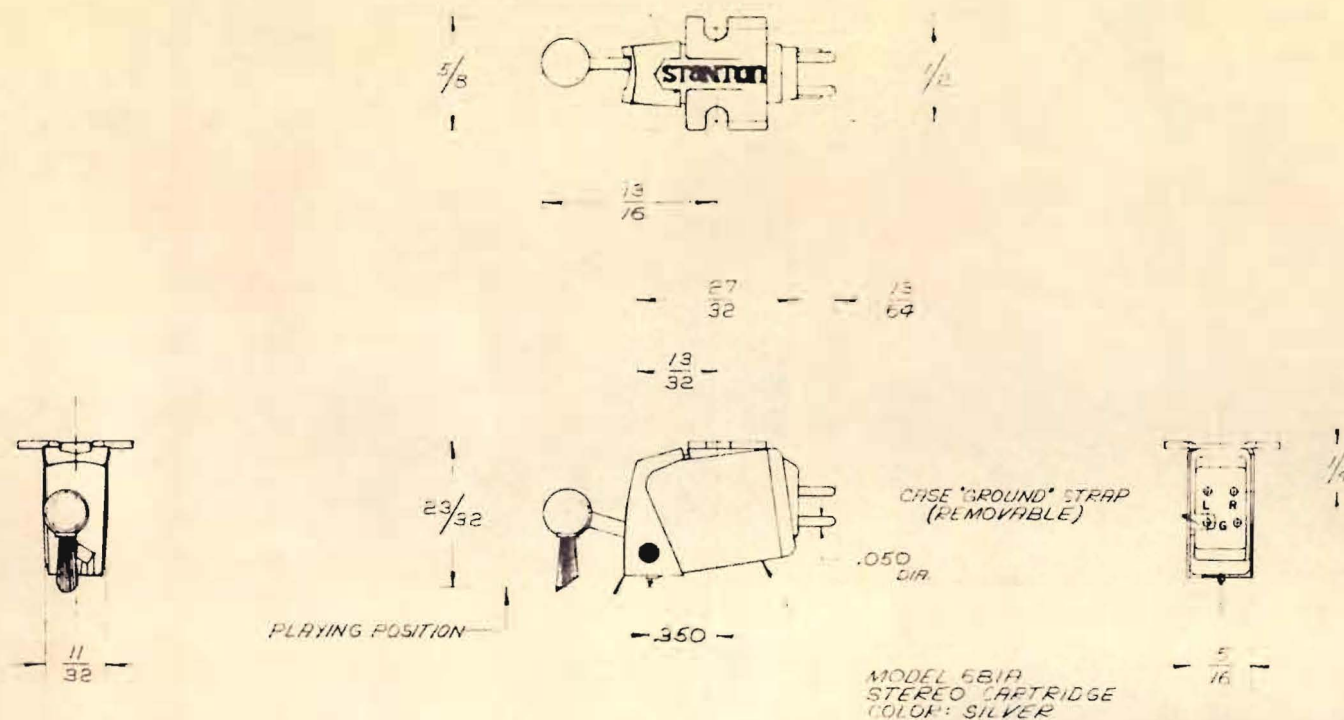 5/8
STANTON
1/2
13
16
27
32
13
64
13
32
23/32
CASE "GROUND" STRAP
(REMOVABLE)
L R
G
.050
DIA.
PLAYING POSITION
.350
11
32
5
16
MODEL 681A
STEREO CARTRIDGE
COLOR: SILVER